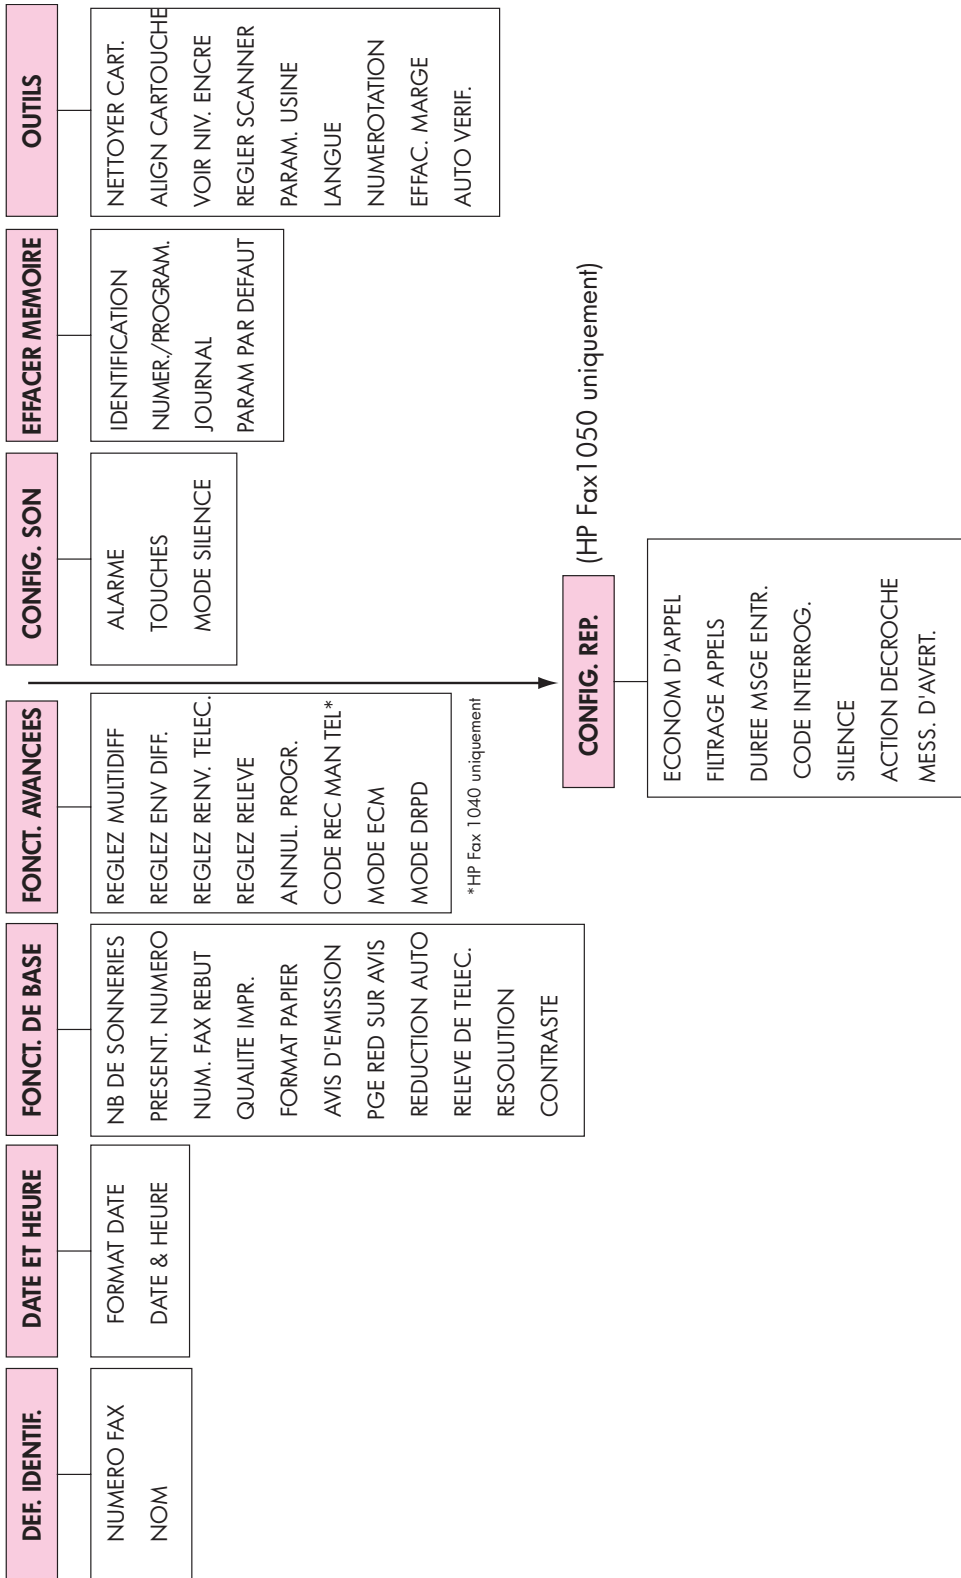 DEF. IDENTIF.
NUMERO FAX
NOM
DATE ET HEURE
FORMAT DATE
DATE & HEURE
FONCT. DE BASE
NB DE SONNERIES
PRESENT. NUMERO
NUM. FAX REBUT
QUALITE IMPR.
FORMAT PAPIER
AVIS D'EMISSION
PGE RED SUR AVIS
REDUCTION AUTO
RELEVE DE TELEC.
RESOLUTION
CONTRASTE
FONCT. AVANCEES
REGLEZ MULTIDIFF
REGLEZ ENV DIFF.
REGLEZ RENV. TELEC.
REGLEZ RELEVE
ANNUL. PROGR.
CODE REC MAN TEL*
MODE ECM
MODE DRPD
*HP Fax 1040 uniquement
CONFIG. SON
ALARME
TOUCHES
MODE SILENCE
EFFACER MEMOIRE
IDENTIFICATION
NUMER./PROGRAM.
JOURNAL
PARAM PAR DEFAUT
OUTILS
NETTOYER CART.
ALIGN CARTOUCHE
VOIR NIV. ENCRE
REGLER SCANNER
PARAM. USINE
LANGUE
NUMEROTATION
EFFAC. MARGE
AUTO VERIF.
CONFIG. REP. (HP Fax1050 uniquement)
ECONOM D'APPEL
FILTRAGE APPELS
DUREE MSGE ENTR.
CODE INTERROG.
SILENCE
ACTION DECROCHE
MESS. D'AVERT.